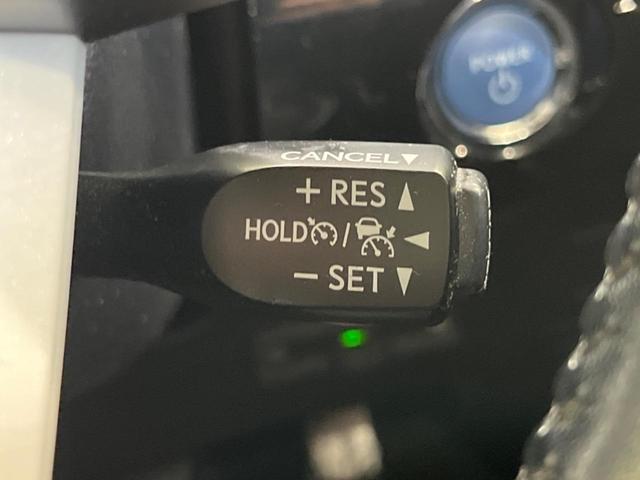 POWER
CANCEL▼
+ RES ▲
HOLD / ◀
− SET ▼